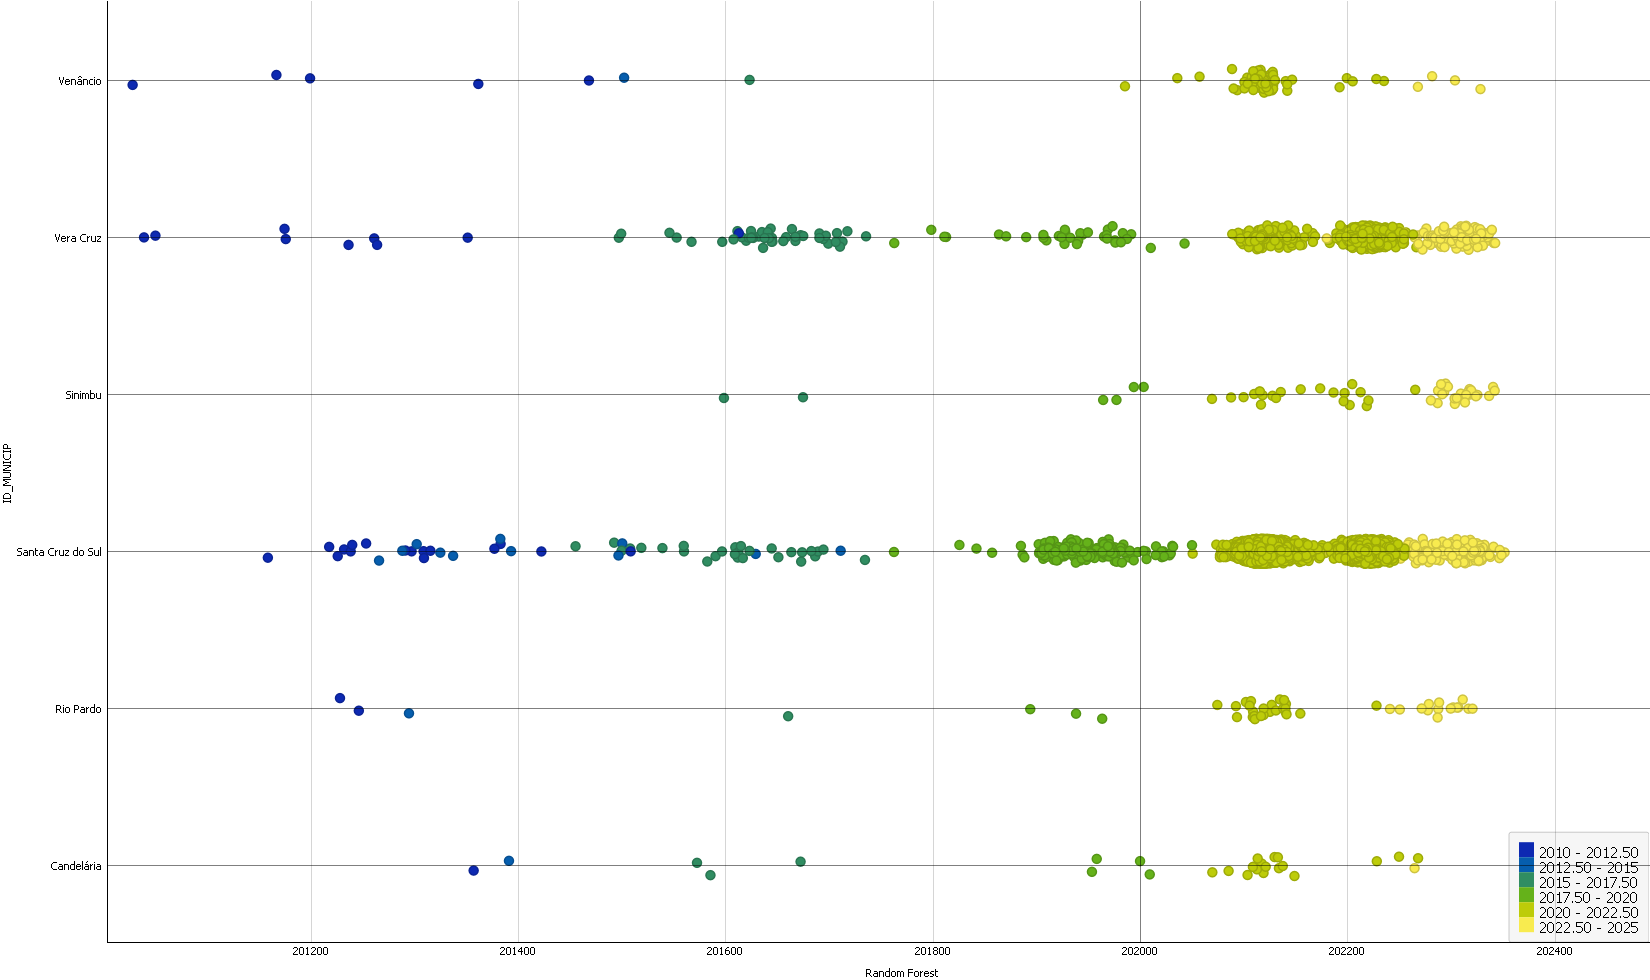 Venâncio
Vera Cruz
Sinimbu
ID_MUNICIP
Santa Cruz do Sul
Rio Pardo
Candelária
2010 - 2012.50
2012.50 - 2015
2015 - 2017.50
2017.50 - 2020
2020 - 2022.50
2022.50 - 2025
201200 201400 201600 201800 202000 202200 202400
Random Forest